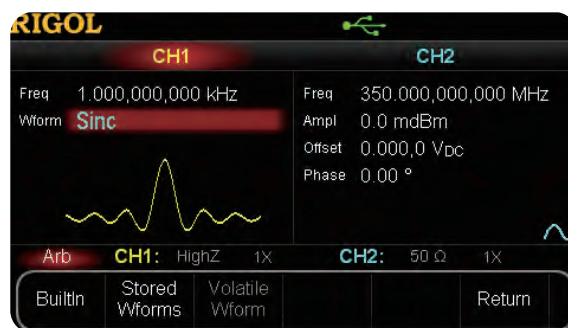 RIGOL
CH1
CH2
Freq 1.000,000,000 kHz
Wform Sinc
Freq 350.000,000,000 MHz
Ampl 0.0 mdBm
Offset 0.000,0 VDC
Phase 0.00 °
Arb CH1: HighZ 1X CH2: 50 Ω 1X
BuiltIn
Stored Wforms
Volatile Wform
Return